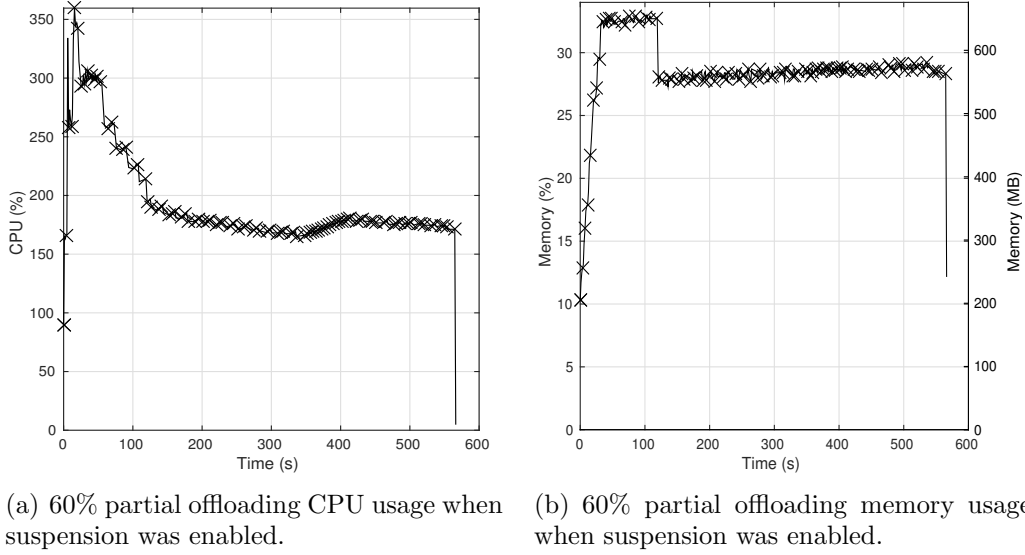 350
300
250
200
150
100
50
0
CPU (%)
0 100 200 300 400 500 600
Time (s)
30
25
20
15
10
5
0
Memory (%)
600
500
400
300
200
100
0
Memory (MB)
0 100 200 300 400 500 600
Time (s)
(a) 60% partial offloading CPU usage when
suspension was enabled.
(b) 60% partial offloading memory usage
when suspension was enabled.